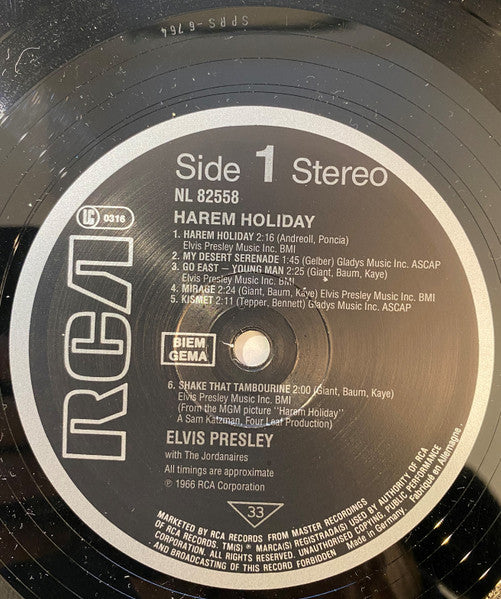 SPRS-6764
Side 1 Stereo
NL 82558
HAREM HOLIDAY
LC 0316
RCA
1. HAREM HOLIDAY 2:16 (Andreoli, Poncia)
Elvis Presley Music Inc. BMI
2. MY DESERT SERENADE 1:45 (Gelber) Gladys Music Inc. ASCAP
3. GO EAST — YOUNG MAN 2:25 (Giant, Baum, Kaye)
Elvis Presley Music Inc. BMI
4. MIRAGE 2:24 (Giant, Baum, Kaye) Elvis Presley Music Inc. BMI
5. KISMET 2:11 (Tepper, Bennett) Gladys Music Inc. ASCAP
BIEM
GEMA
6. SHAKE THAT TAMBOURINE 2:00 (Giant, Baum, Kaye)
Elvis Presley Music Inc. BMI
(From the MGM picture "Harem Holiday"
A Sam Katzman, Four Leaf Production)
ELVIS PRESLEY
with The Jordanaires
All timings are approximate
℗ 1966 RCA Corporation
33
MARKETED BY RCA RECORDS FROM MASTER RECORDINGS
OF RCA RECORDS. TM(S) ® MARCA(S) REGISTRADA(S) USED BY AUTHORITY OF RCA
CORPORATION. ALL RIGHTS RESERVED. UNAUTHORISED COPYING, PUBLIC PERFORMANCE
AND BROADCASTING OF THIS RECORD FORBIDDEN
Made in Germany. Fabriqué en Allemagne.